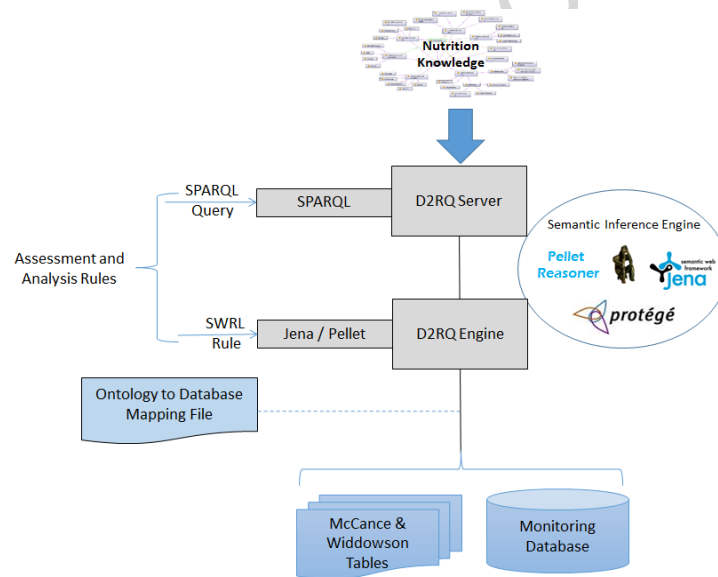 Nutrition
Knowledge
SPARQL
Query
SPARQL
D2RQ Server
Semantic Inference Engine
Pellet
Reasoner
semantic web
framework
jena
protégé
Assessment and
Analysis Rules
SWRL
Rule
Jena / Pellet
D2RQ Engine
Ontology to Database
Mapping File
McCance &
Widdowson
Tables
Monitoring
Database